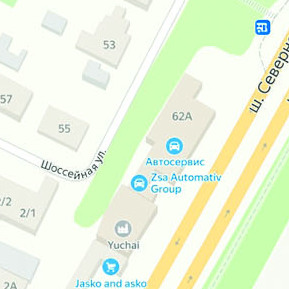 53
ш. Северн
57
62А
55
Автосервис
Шоссейная ул.
Zsa Automativ
Group
2/2
2/1
Yuchai
2А
Jasko and asko